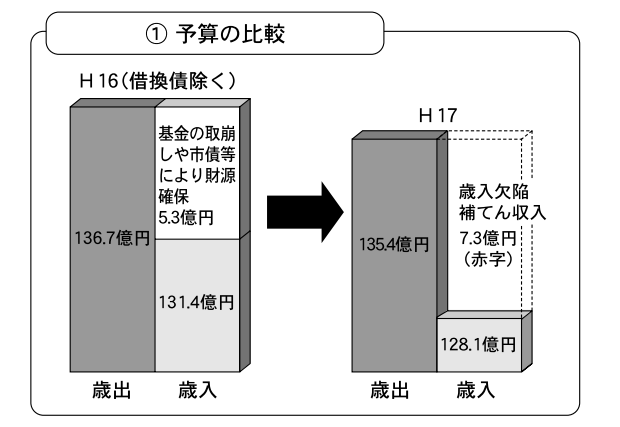 ① 予算の比較
H16（借換債除く）
基金の取崩
しや市債等
により財源
確保
5.3億円
136.7億円
131.4億円
歳出
歳入
H17
歳入欠陥
補てん収入
7.3億円
（赤字）
135.4億円
128.1億円
歳出
歳入